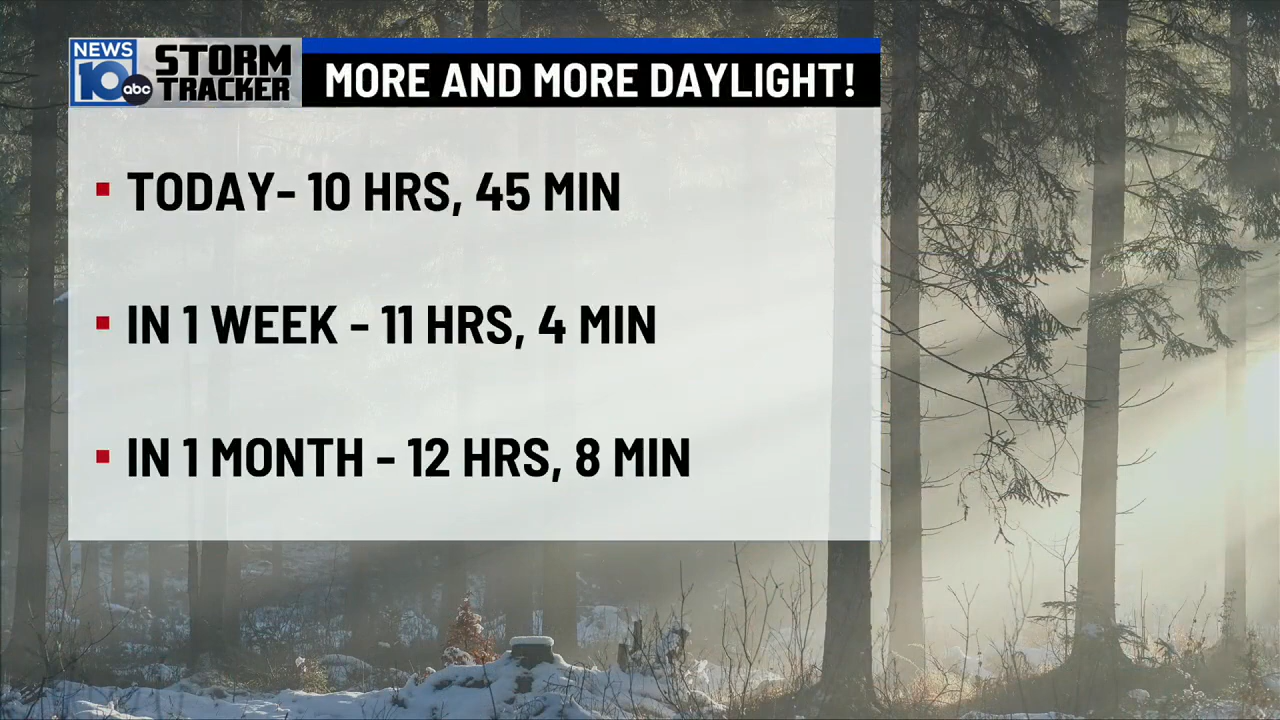 NEWS
10
abc
STORM
TRACKER
MORE AND MORE DAYLIGHT!
TODAY- 10 HRS, 45 MIN
IN 1 WEEK - 11 HRS, 4 MIN
IN 1 MONTH - 12 HRS, 8 MIN